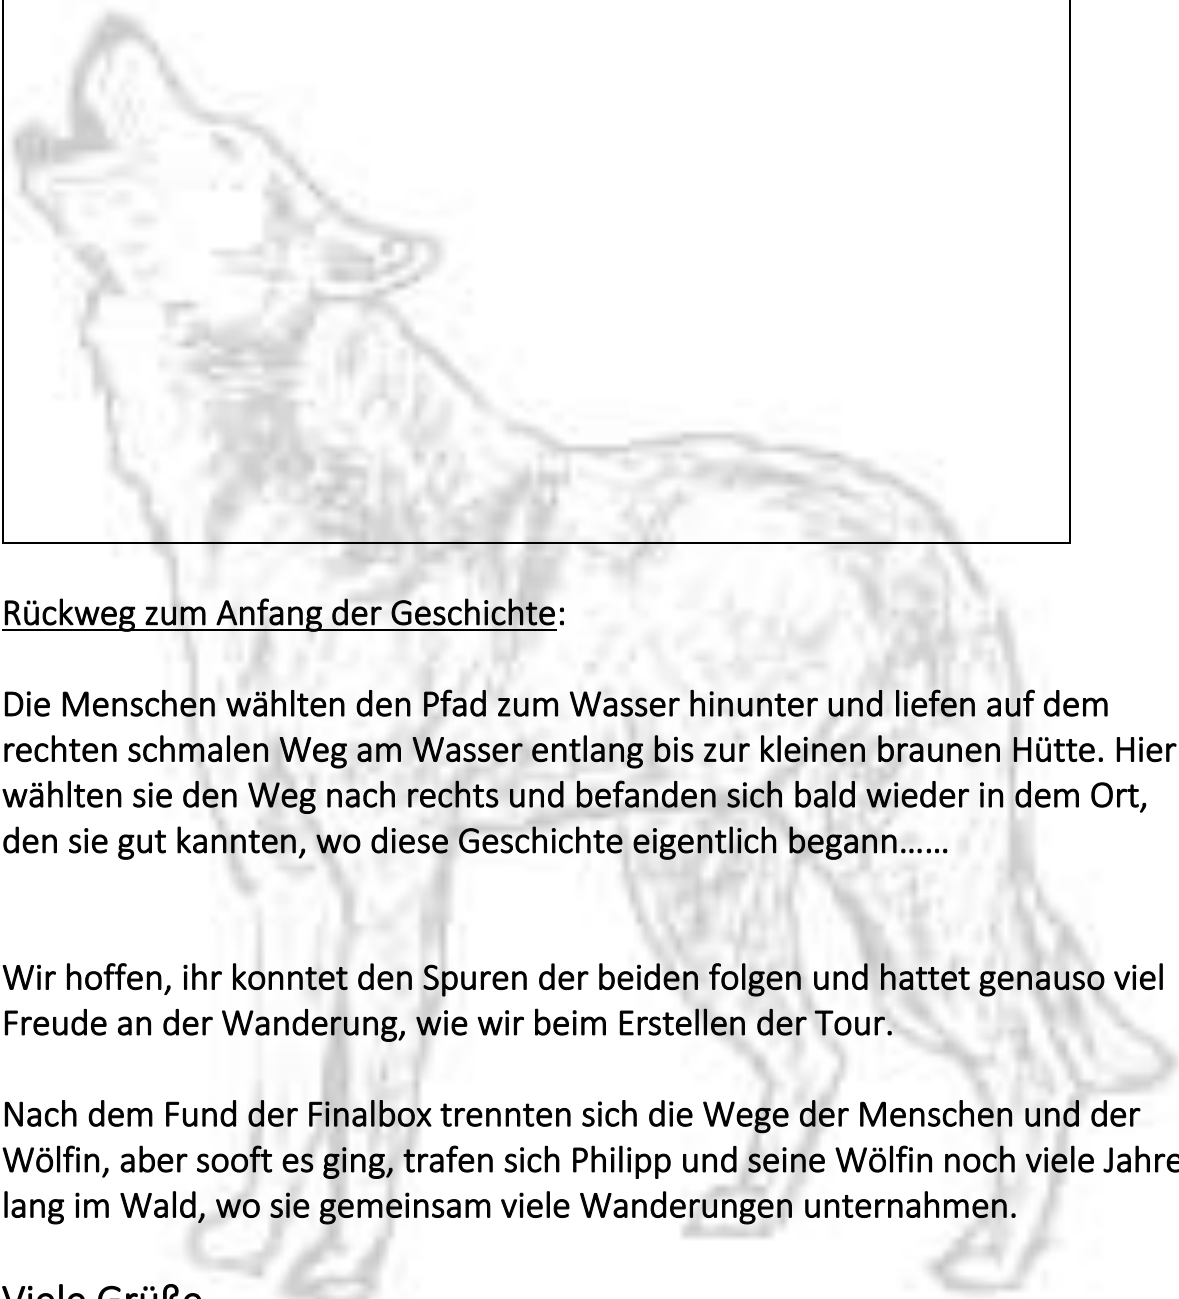 Rückweg zum Anfang der Geschichte:
Die Menschen wählten den Pfad zum Wasser hinunter und liefen auf dem
rechten schmalen Weg am Wasser entlang bis zur kleinen braunen Hütte. Hier
wählten sie den Weg nach rechts und befanden sich bald wieder in dem Ort,
den sie gut kannten, wo diese Geschichte eigentlich begann……
Wir hoffen, ihr konntet den Spuren der beiden folgen und hattet genauso viel
Freude an der Wanderung, wie wir beim Erstellen der Tour.
Nach dem Fund der Finalbox trennten sich die Wege der Menschen und der
Wölfin, aber sooft es ging, trafen sich Philipp und seine Wölfin noch viele Jahre
lang im Wald, wo sie gemeinsam viele Wanderungen unternahmen.
Viele Grüße